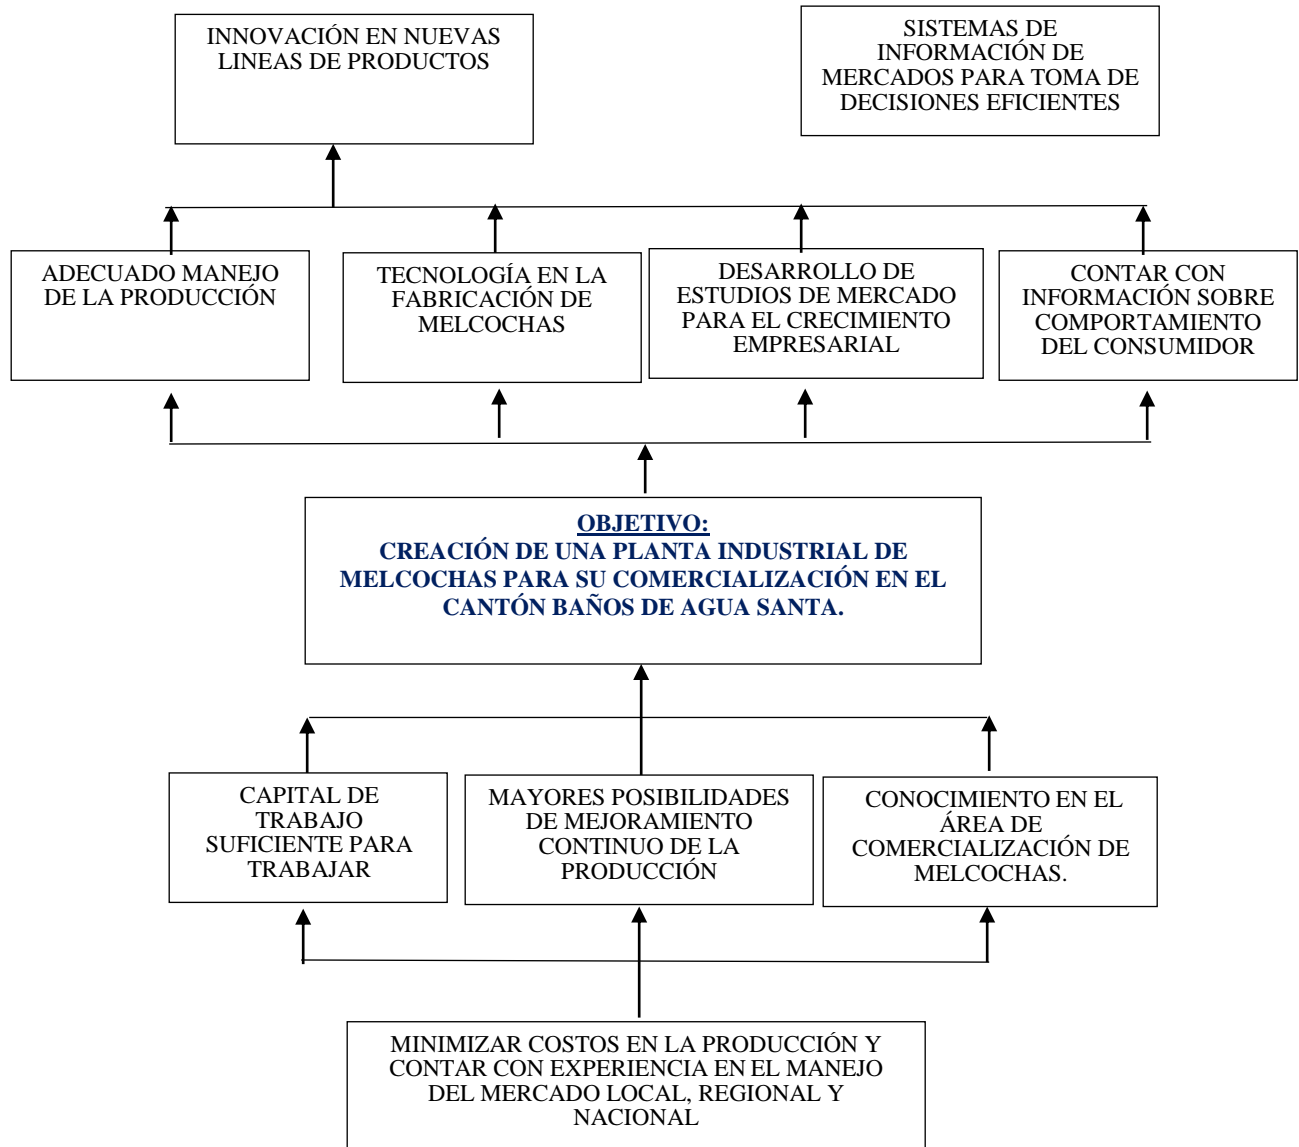 INNOVACIÓN EN NUEVAS
LINEAS DE PRODUCTOS
SISTEMAS DE
INFORMACIÓN DE
MERCADOS PARA TOMA DE
DECISIONES EFICIENTES
ADECUADO MANEJO
DE LA PRODUCCIÓN
TECNOLOGÍA EN LA
FABRICACIÓN DE
MELCOCHAS
DESARROLLO DE
ESTUDIOS DE MERCADO
PARA EL CRECIMIENTO
EMPRESARIAL
CONTAR CON
INFORMACIÓN SOBRE
COMPORTAMIENTO
DEL CONSUMIDOR
OBJETIVO:
CREACIÓN DE UNA PLANTA INDUSTRIAL DE
MELCOCHAS PARA SU COMERCIALIZACIÓN EN EL
CANTÓN BAÑOS DE AGUA SANTA.
CAPITAL DE
TRABAJO
SUFICIENTE PARA
TRABAJAR
MAYORES POSIBILIDADES
DE MEJORAMIENTO
CONTINUO DE LA
PRODUCCIÓN
CONOCIMIENTO EN EL
ÁREA DE
COMERCIALIZACIÓN DE
MELCOCHAS.
MINIMIZAR COSTOS EN LA PRODUCCIÓN Y
CONTAR CON EXPERIENCIA EN EL MANEJO
DEL MERCADO LOCAL, REGIONAL Y
NACIONAL